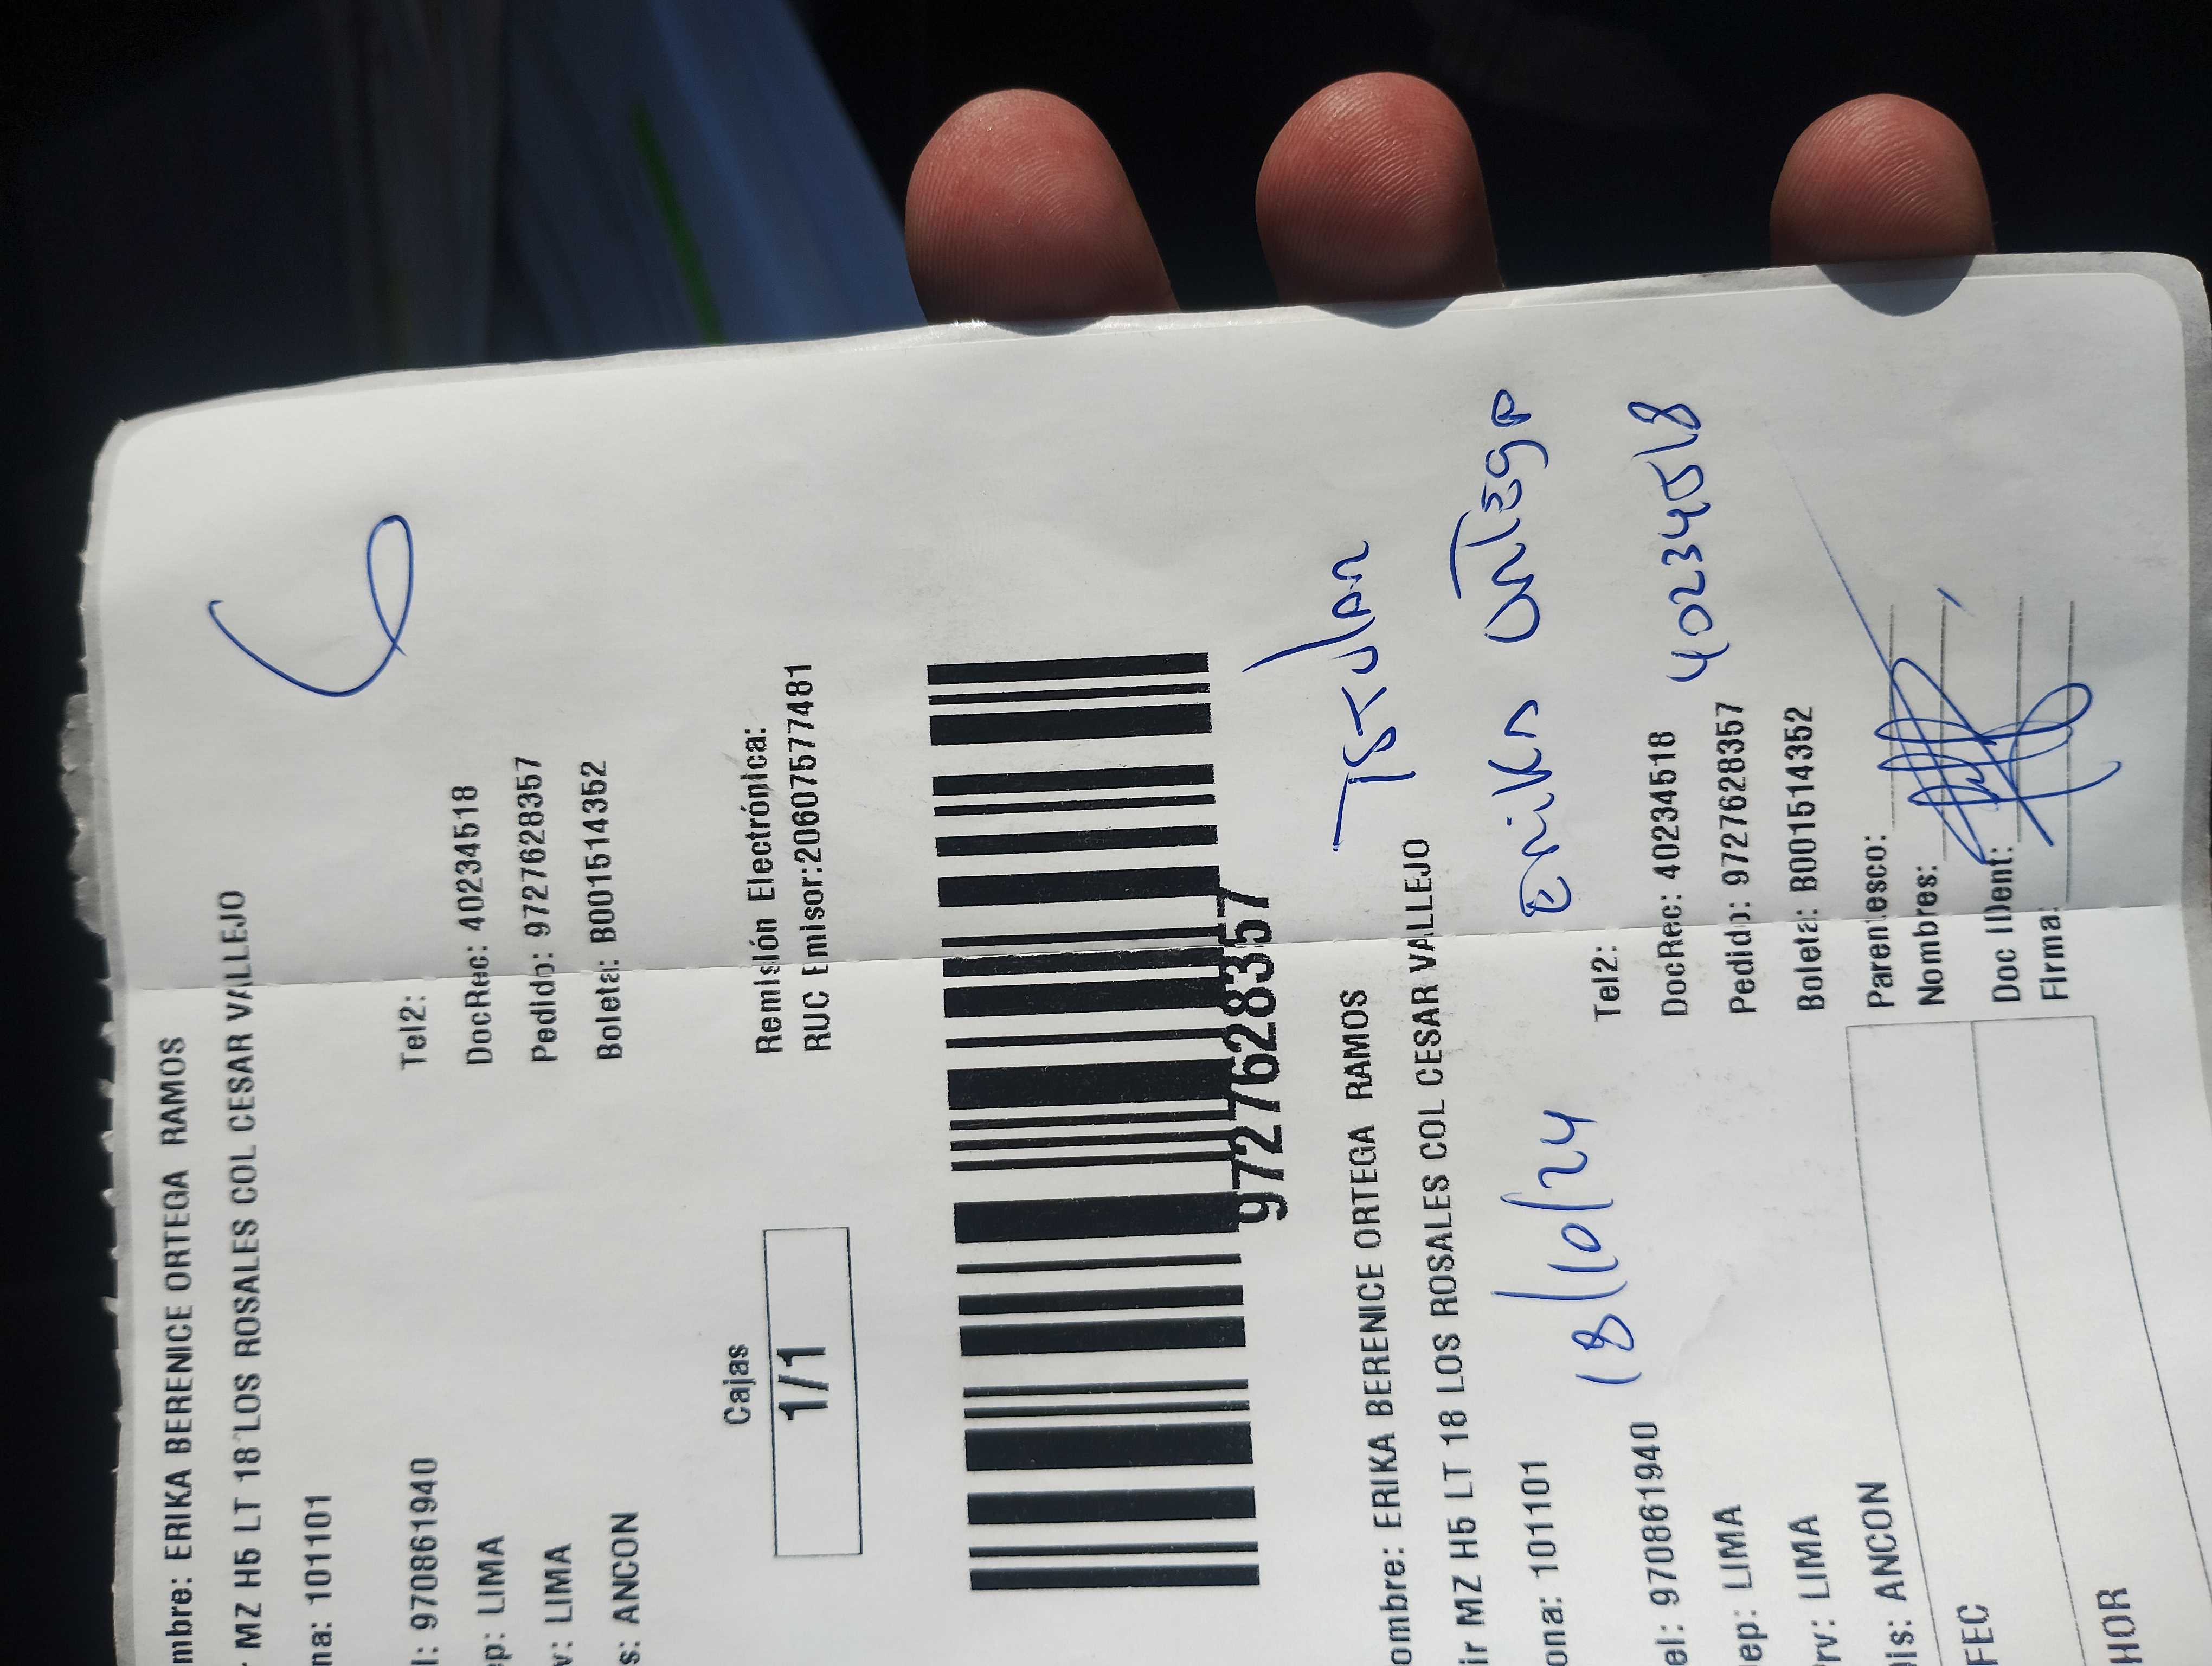 mbre: ERIKA BERENICE ORTEGA RAMOS
r MZ H5 LT 18 LOS ROSALES COL CESAR VALLEJO
na: 101101
l: 970861940 Tel2:
ep: LIMA DocRec: 40234518
v: LIMA Pedido: 9727628357
s: ANCON Boleta: B001514352
Cajas Remisión Electrónica:
1/1 RUC Emisor:20607577481
9727628357
ombre: ERIKA BERENICE ORTEGA RAMOS
ir MZ H5 LT 18 LOS ROSALES COL CESAR VALLEJO
Erika Ortega
ona: 101101 18/10/24
el: 970861940 Tel2:
ep: LIMA DocRec: 40234518 40234518
rv: LIMA Pedido: 9727628357
is: ANCON Boleta: B001514352
FEC Parentesco:
Nombres:
HOR Doc IDent:
Firma: